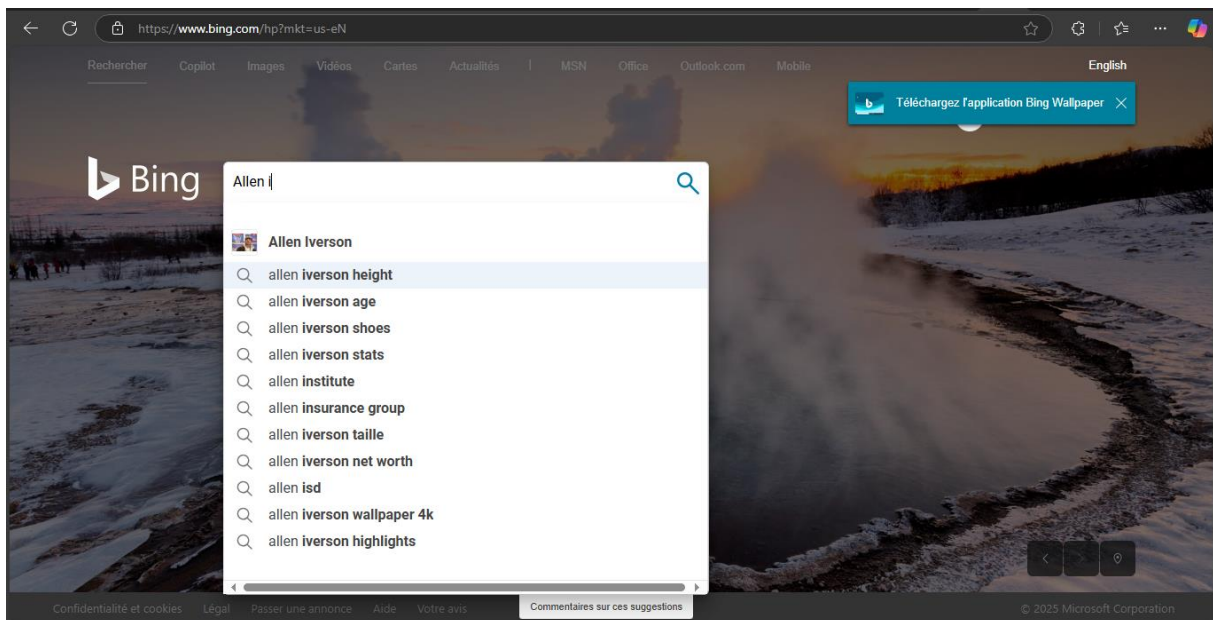 https://www.bing.com/hp?mkt=us-eN
Rechercher Copilot Images Vidéos Cartes Actualités | MSN Office Outlook.com Mobile English
Téléchargez l'application Bing Wallpaper
Bing
Allen i
Allen Iverson
allen iverson height
allen iverson age
allen iverson shoes
allen iverson stats
allen institute
allen insurance group
allen iverson taille
allen iverson net worth
allen isd
allen iverson wallpaper 4k
allen iverson highlights
Confidentialité et cookies Légal Passer une annonce Aide Votre avis Commentaires sur ces suggestions © 2025 Microsoft Corporation